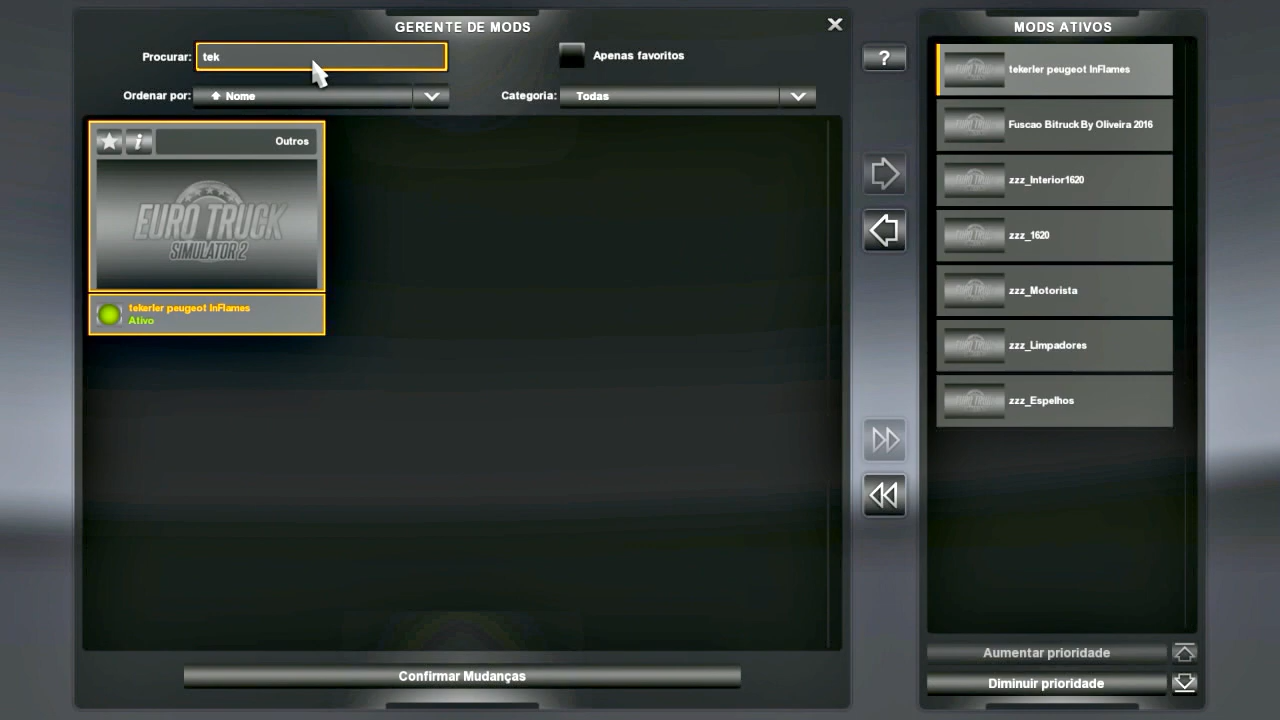 GERENTE DE MODS
Procurar: tek
Apenas favoritos
Ordenar por: Nome
Categoria: Todas
i
Outros
EURO TRUCK
SIMULATOR 2
tekerler peugeot InFlames
Ativo
Confirmar Mudanças
?
MODS ATIVOS
tekerler peugeot InFlames
Fuscao Bitruck By Oliveira 2016
zzz_Interior1620
zzz_1620
zzz_Motorista
zzz_Limpadores
zzz_Espelhos
Aumentar prioridade
Diminuir prioridade